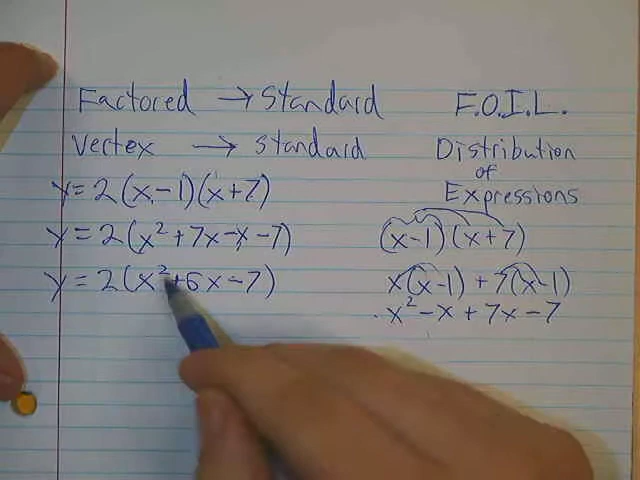 Factored → Standard F.O.I.L.
Vertex → standard Distribution
of
Expressions
y = 2(x-1)(x+7)
y = 2(x²+7x-x-7) (x-1)(x+7)
y = 2(x²+6x-7) x(x-1) + 7(x-1)
x² - x + 7x - 7